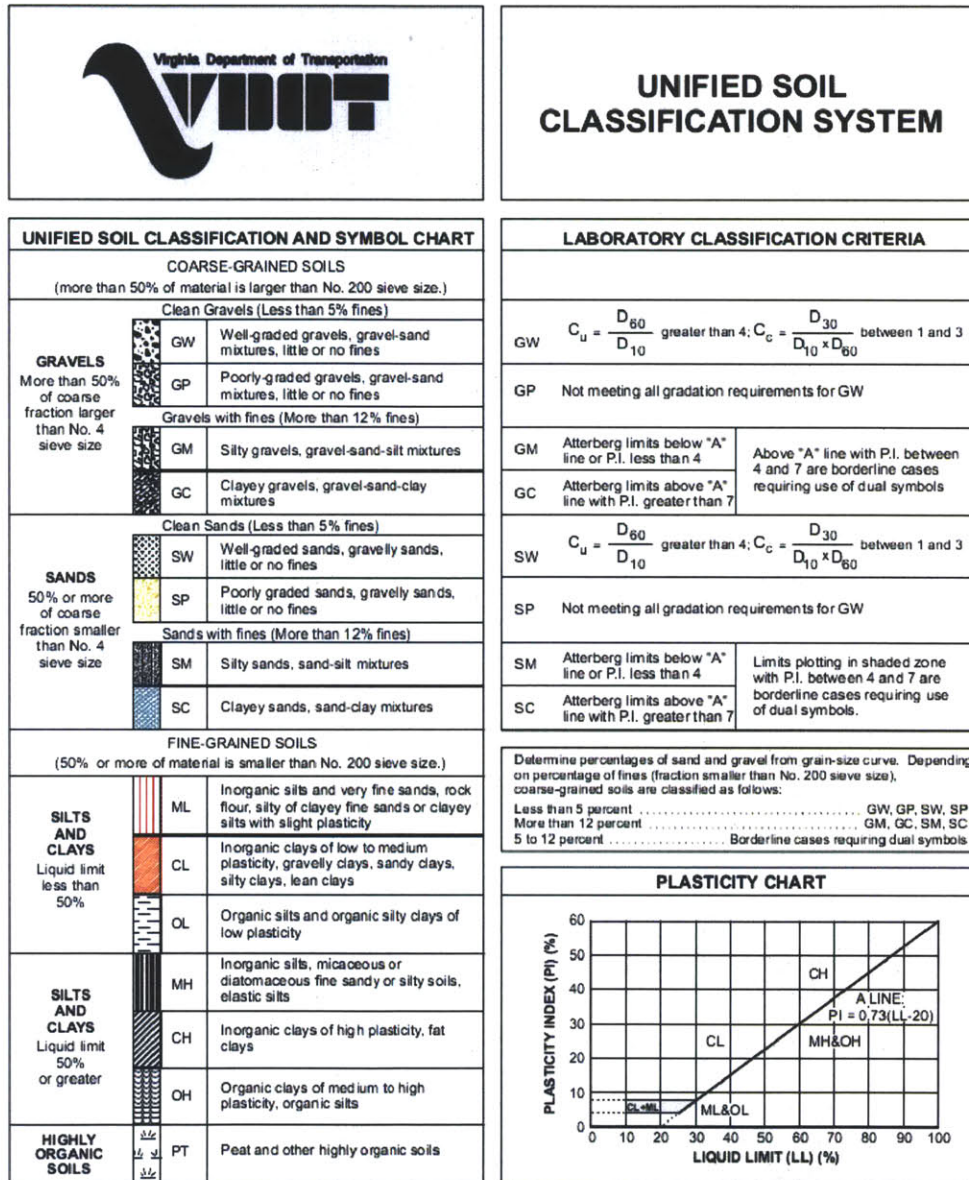 Virginia Department of Transportation
VDOT
UNIFIED SOIL
CLASSIFICATION SYSTEM
UNIFIED SOIL CLASSIFICATION AND SYMBOL CHART
COARSE-GRAINED SOILS
(more than 50% of material is larger than No. 200 sieve size.)
Clean Gravels (Less than 5% fines)
GRAVELS
More than 50%
of coarse
fraction larger
than No. 4
sieve size
GW
Well-graded gravels, gravel-sand
mixtures, little or no fines
GP
Poorly-graded gravels, gravel-sand
mixtures, little or no fines
Gravels with fines (More than 12% fines)
GM
Silty gravels, gravel-sand-silt mixtures
GC
Clayey gravels, gravel-sand-clay
mixtures
Clean Sands (Less than 5% fines)
SANDS
50% or more
of coarse
fraction smaller
than No. 4
sieve size
SW
Well-graded sands, gravelly sands,
little or no fines
SP
Poorly graded sands, gravelly sands,
little or no fines
Sands with fines (More than 12% fines)
SM
Silty sands, sand-silt mixtures
SC
Clayey sands, sand-clay mixtures
FINE-GRAINED SOILS
(50% or more of material is smaller than No. 200 sieve size.)
SILTS
AND
CLAYS
Liquid limit
less than
50%
ML
Inorganic silts and very fine sands, rock
flour, silty of clayey fine sands or clayey
silts with slight plasticity
CL
Inorganic clays of low to medium
plasticity, gravelly clays, sandy clays,
silty clays, lean clays
OL
Organic silts and organic silty clays of
low plasticity
SILTS
AND
CLAYS
Liquid limit
50%
or greater
MH
Inorganic silts, micaceous or
diatomaceous fine sandy or silty soils,
elastic silts
CH
Inorganic clays of high plasticity, fat
clays
OH
Organic clays of medium to high
plasticity, organic silts
HIGHLY
ORGANIC
SOILS
PT
Peat and other highly organic soils
LABORATORY CLASSIFICATION CRITERIA
GW Cu = D60 / D10 greater than 4; Cc = D30 / D10 x D60 between 1 and 3
GP Not meeting all gradation requirements for GW
GM Atterberg limits below "A"
line or P.I. less than 4
GC Atterberg limits above "A"
line with P.I. greater than 7
Above "A" line with P.I. between
4 and 7 are borderline cases
requiring use of dual symbols
SW Cu = D60 / D10 greater than 4; Cc = D30 / D10 x D60 between 1 and 3
SP Not meeting all gradation requirements for GW
SM Atterberg limits below "A"
line or P.I. less than 4
SC Atterberg limits above "A"
line with P.I. greater than 7
Limits plotting in shaded zone
with P.I. between 4 and 7 are
borderline cases requiring use
of dual symbols.
Determine percentages of sand and gravel from grain-size curve. Depending
on percentage of fines (fraction smaller than No. 200 sieve size),
coarse-grained soils are classified as follows:
Less than 5 percent .................................... GW, GP, SW, SP
More than 12 percent .................................... GM, GC, SM, SC
5 to 12 percent .................... Borderline cases requiring dual symbols
PLASTICITY CHART
PLASTICITY INDEX (PI) (%)
60
50
40
30
20
10
0
CH
A LINE:
PI = 0,73(LL-20)
CL
MH&OH
CL+ML
ML&OL
0 10 20 30 40 50 60 70 80 90 100
LIQUID LIMIT (LL) (%)